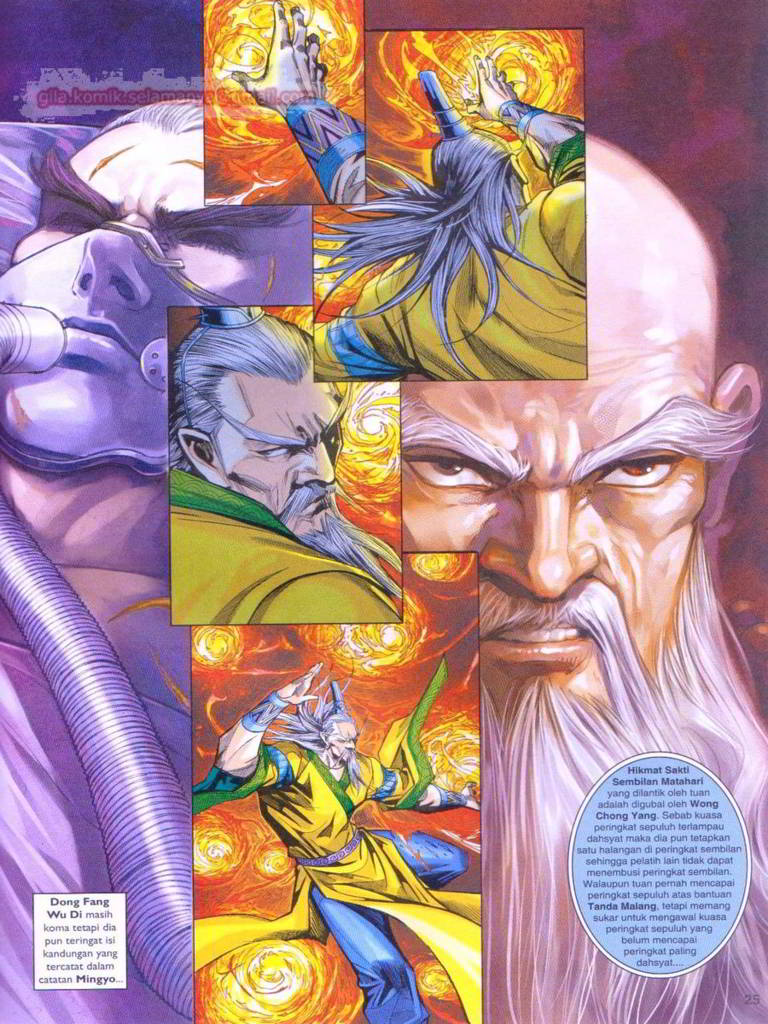 gila.komik.selamanya@gmail.com
Dong Fang
Wu Di masih
koma tetapi dia
pun teringat isi
kandungan yang
tercatat dalam
catatan Mingyo...
Hikmat Sakti
Sembilan Matahari
yang dilantik oleh tuan
adalah digubal oleh Wong
Chong Yang. Sebab kuasa
peringkat sepuluh terlampau
dahsyat maka dia pun tetapkan
satu halangan di peringkat sembilan
sehingga pelatih lain tidak dapat
menembusi peringkat sembilan.
Walaupun tuan pernah mencapai
peringkat sepuluh atas bantuan
Tanda Malang, tetapi memang
sukar untuk mengawal kuasa
peringkat sepuluh yang
belum mencapai
peringkat paling
dahsyat....
25